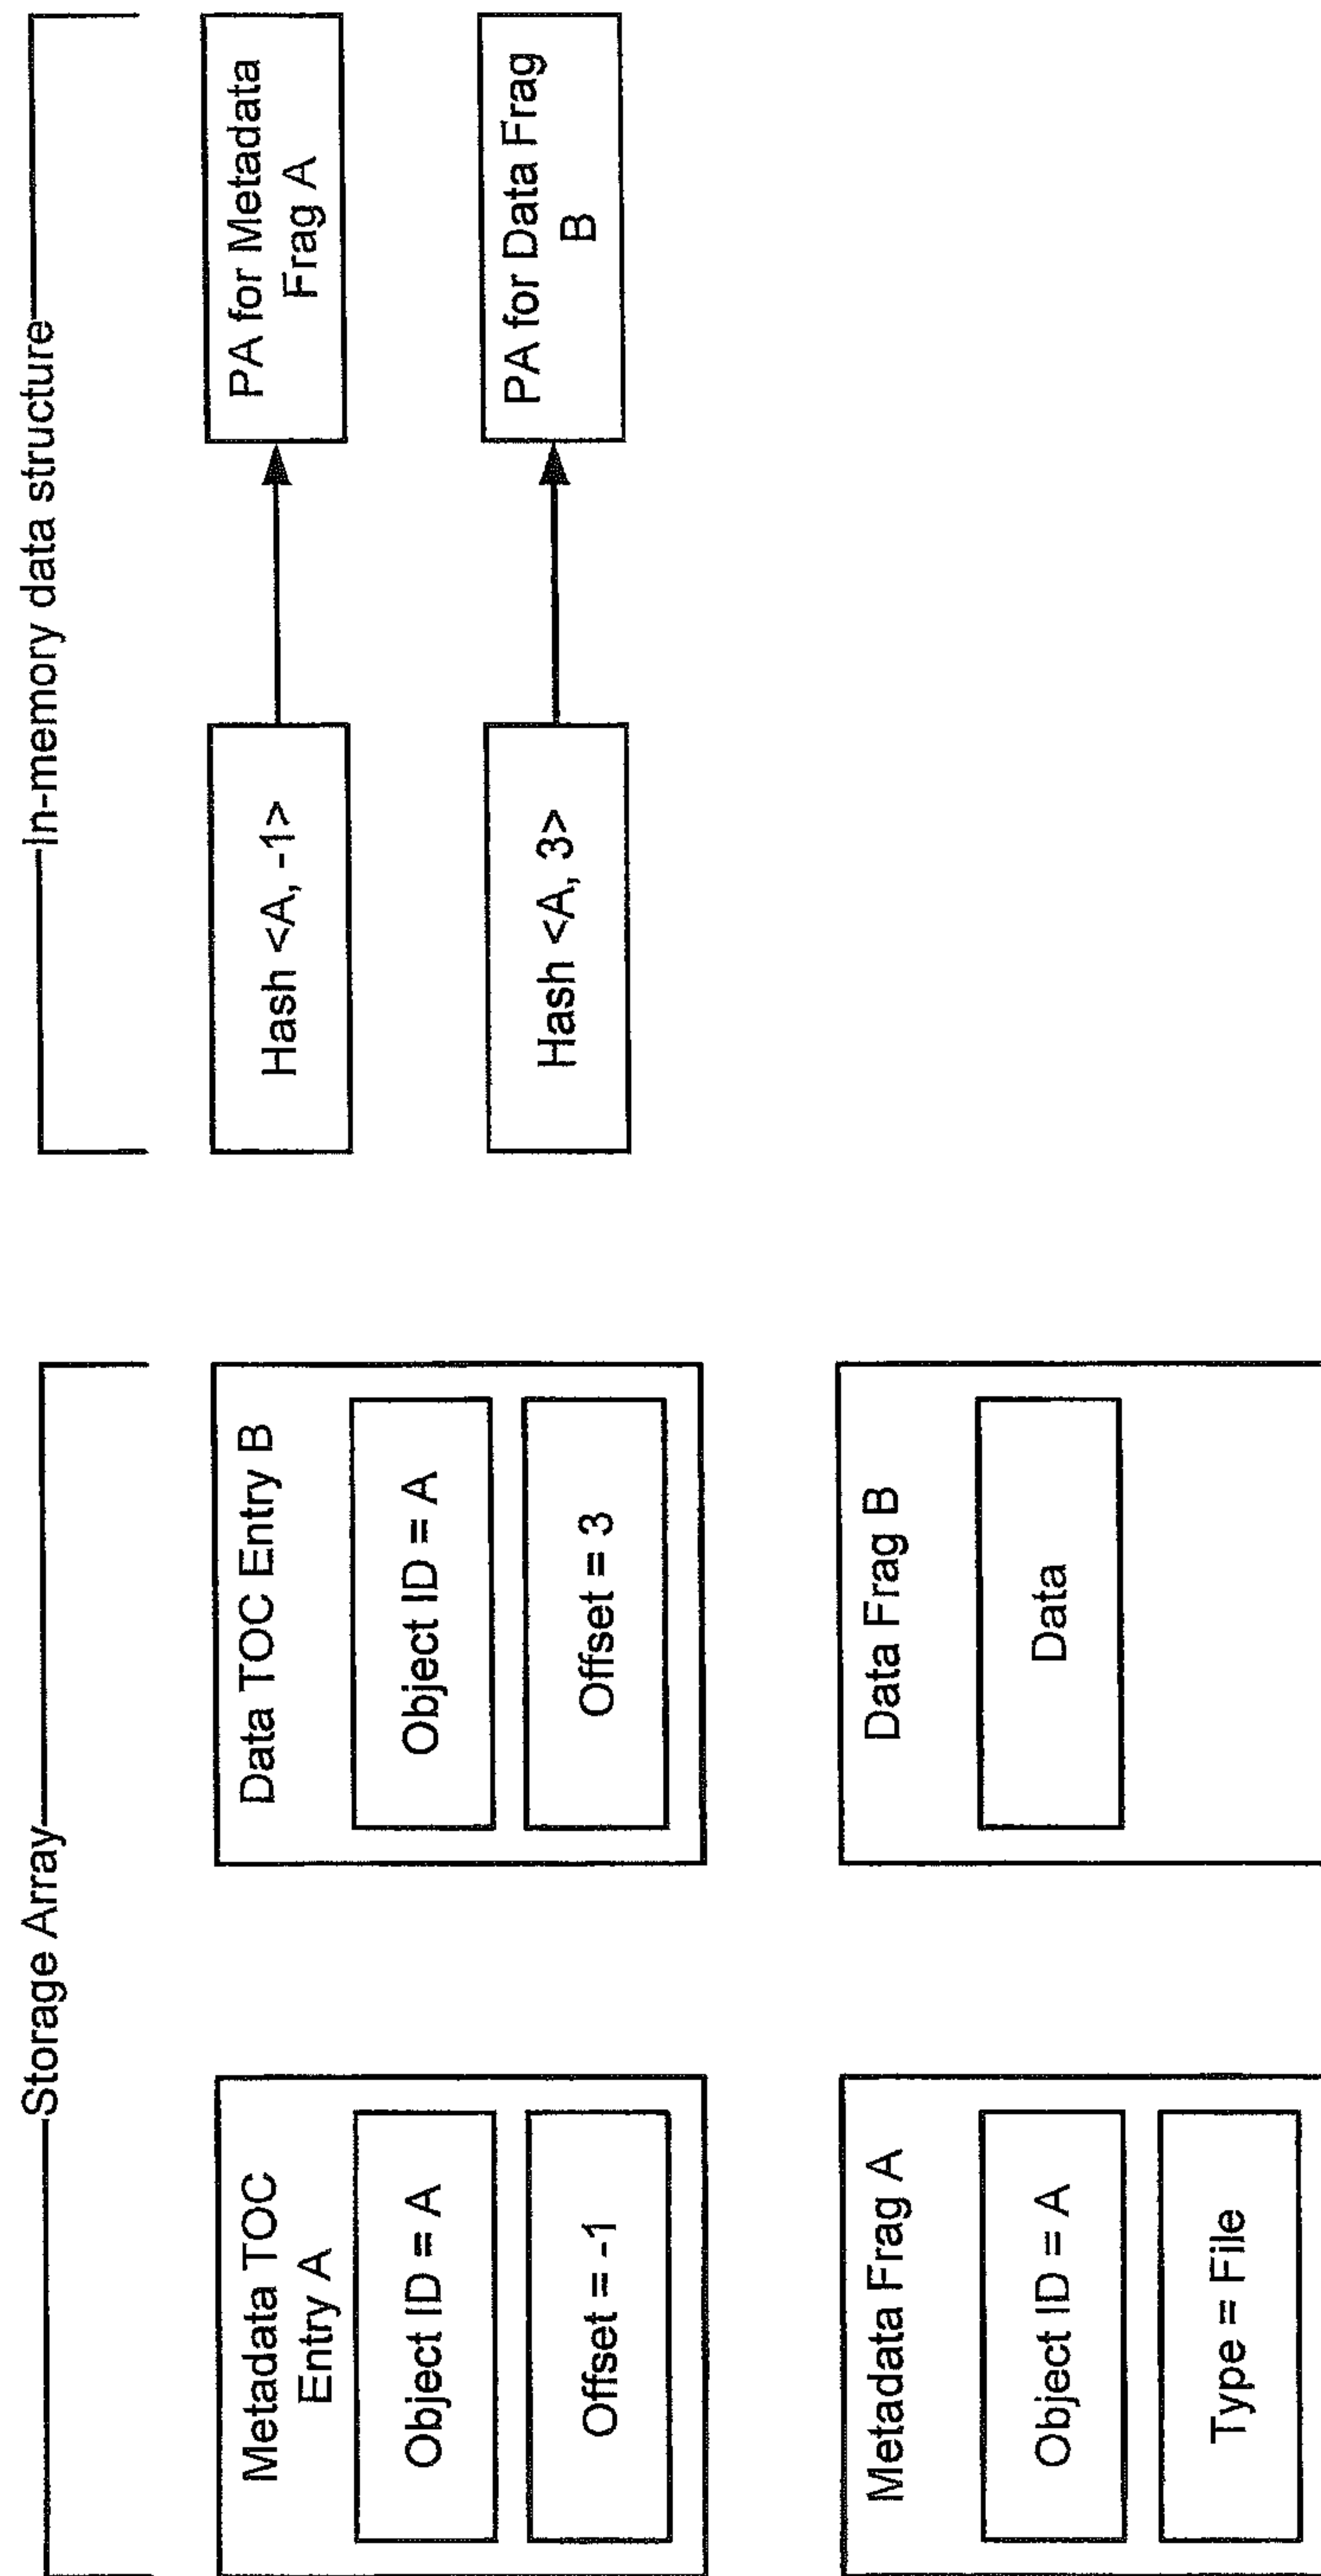 Storage Array
Metadata TOC
Entry A
Object ID = A
Offset = -1
Data TOC Entry B
Object ID = A
Offset = 3
Metadata Frag A
Object ID = A
Type = File
Data Frag B
Data
In-memory data structure
Hash <A, -1>
PA for Metadata
Frag A
Hash <A, 3>
PA for Data Frag
B